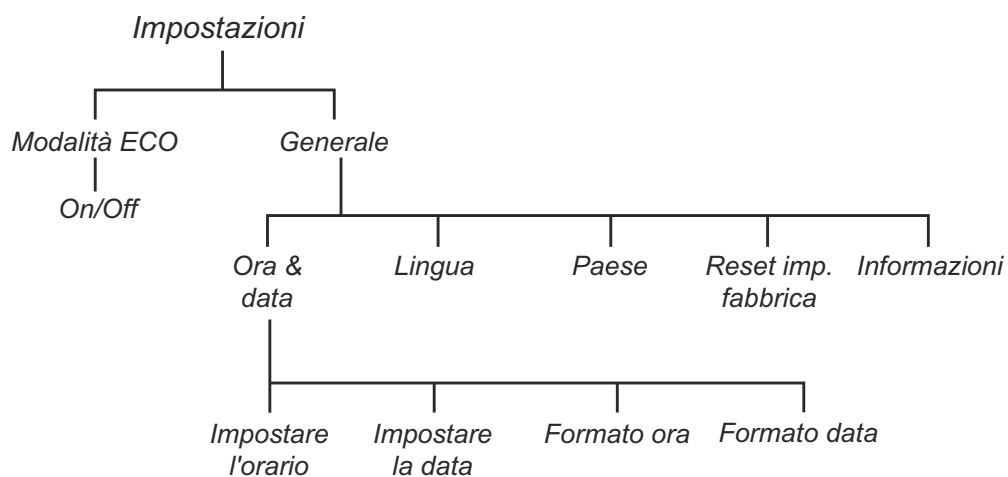 Impostazioni
Modalità ECO
Generale
On/Off
Ora &
data
Lingua
Paese
Reset imp.
fabbrica
Informazioni
Impostare
l'orario
Impostare
la data
Formato ora
Formato data